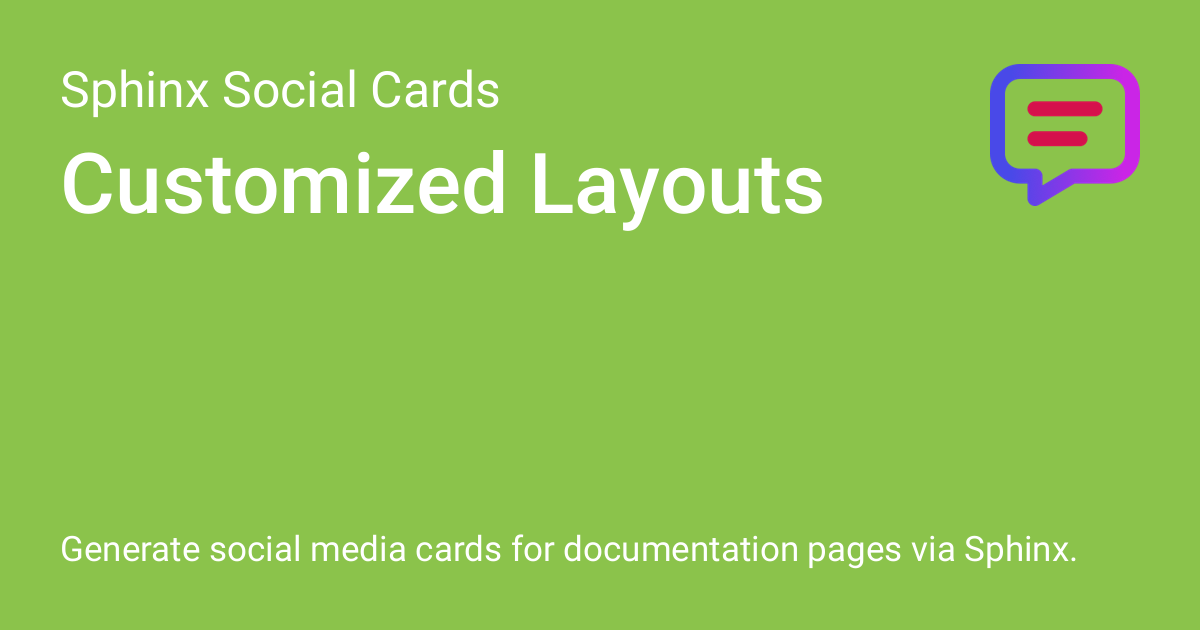 Sphinx Social Cards
Customized Layouts
Generate social media cards for documentation pages via Sphinx.